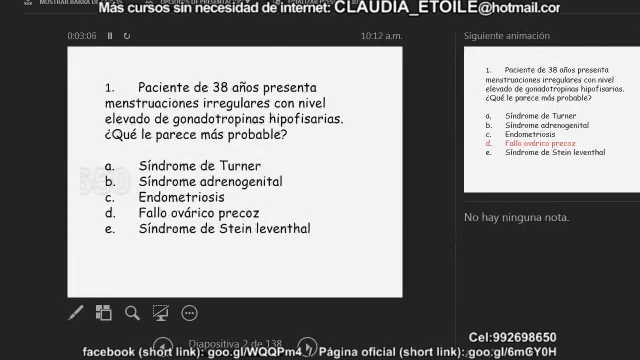 Más cursos sin necesidad de internet: CLAUDIA_ETOILE@hotmail.com
0:03:06
10:12 a.m.
Siguiente animación
1. Paciente de 38 años presenta
menstruaciones irregulares con nivel
elevado de gonadotropinas hipofisarias.
¿Qué le parece más probable?
a. Síndrome de Turner
b. Síndrome adrenogenital
c. Endometriosis
d. Fallo ovárico precoz
e. Síndrome de Stein leventhal
1. Paciente de 38 años presenta
menstruaciones irregulares con nivel
elevado de gonadotropinas hipofisarias.
¿Qué le parece más probable?
a. Síndrome de Turner
b. Síndrome adrenogenital
c. Endometriosis
d. Fallo ovárico precoz
e. Síndrome de Stein leventhal
No hay ninguna nota.
Diapositiva 2 de 138
Cel:992698650
facebook (short link): goo.gl/WQQPm4 / Página oficial (short link): goo.gl/6mGY0H